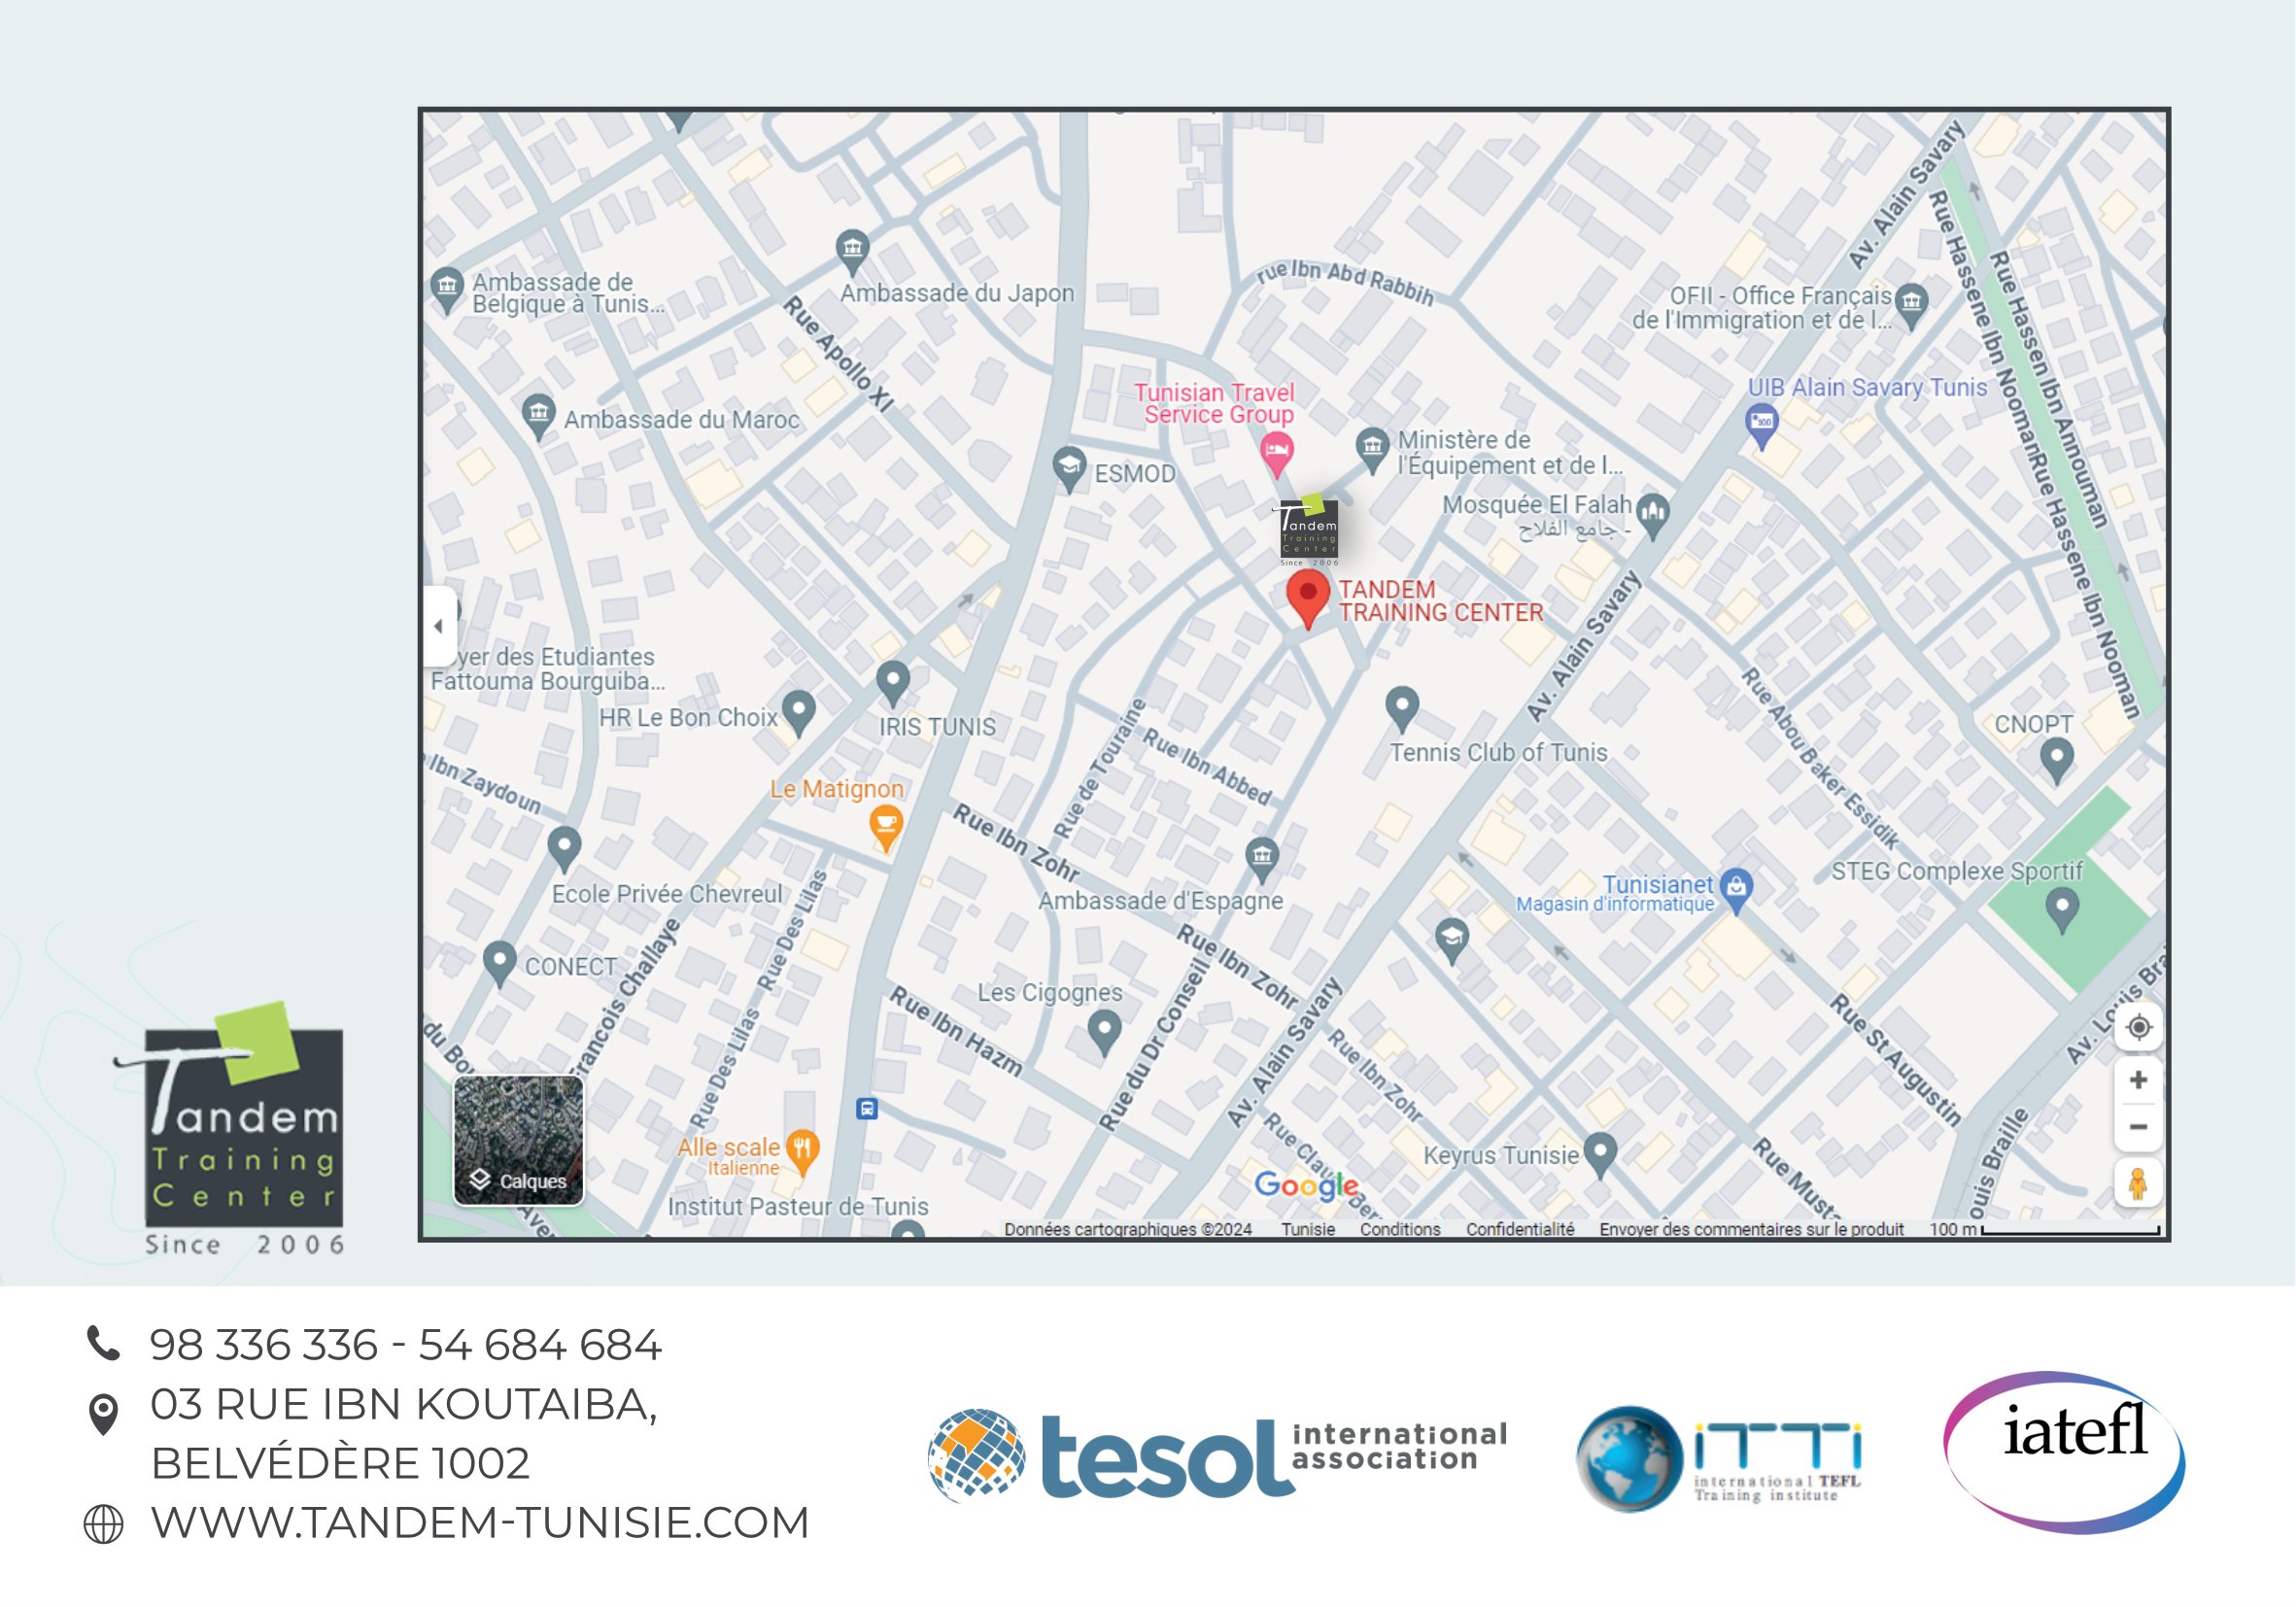 Av. Alain Savary
Rue Hassene Ibn Nooman
Rue Hassen Ibn Annouman
Rue Hassene Ibn Nooman
Ambassade de
Belgique à Tunis...
Ambassade du Japon
rue Ibn Abd Rabbih
OFII - Office Français
de l'Immigration et de l...
Rue Apollo XI
Tunisian Travel
Service Group
UIB Alain Savary Tunis
Ambassade du Maroc
ESMOD
Ministère de
l'Équipement et de l...
Mosquée El Falah
جامع الفلاح -
Tandem
Training
Center
Since 2006
TANDEM
TRAINING CENTER
Av. Alain Savary
yer des Etudiantes
Fattouma Bourguiba...
HR Le Bon Choix
IRIS TUNIS
Rue de Touraine
Rue Ibn Abbed
Tennis Club of Tunis
Rue Abou Baker Essidik
CNOPT
Ibn Zaydoun
Le Matignon
Rue Ibn Zohr
Ecole Privée Chevreul
Rue Des Lilas
Ambassade d'Espagne
Tunisianet
Magasin d'informatique
STEG Complexe Sportif
CONECT
Francois Challaye
Rue Ibn Zohr
Les Cigognes
Rue Ibn Hazm
Rue du Dr Conseil
Av. Alain Savary
Rue Ibn Zohr
Rue St Augustin
Av. Louis Bra
du Bou
Rue Des Lilas
Alle scale
Italienne
Institut Pasteur de Tunis
Rue Clau
Ber
Keyrus Tunisie
Rue Musta
ouis Braille
Calques
Aver
Google
Données cartographiques ©2024 Tunisie Conditions Confidentialité Envoyer des commentaires sur le produit 100 m
Tandem
Training
Center
Since 2006
98 336 336 - 54 684 684
03 RUE IBN KOUTAIBA,
BELVÉDÈRE 1002
WWW.TANDEM-TUNISIE.COM
tesol international
association
iTTi
international TEFL
Training institute
iatefl